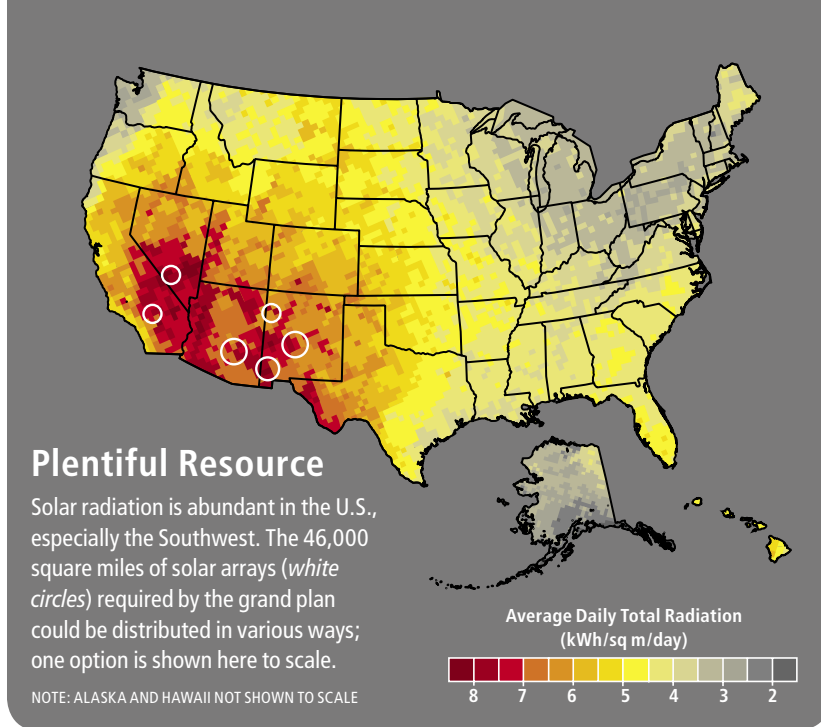 Plentiful Resource
Solar radiation is abundant in the U.S.,
especially the Southwest. The 46,000
square miles of solar arrays (white
circles) required by the grand plan
could be distributed in various ways;
one option is shown here to scale.
NOTE: ALASKA AND HAWAII NOT SHOWN TO SCALE
Average Daily Total Radiation
(kWh/sq m/day)
8 7 6 5 4 3 2